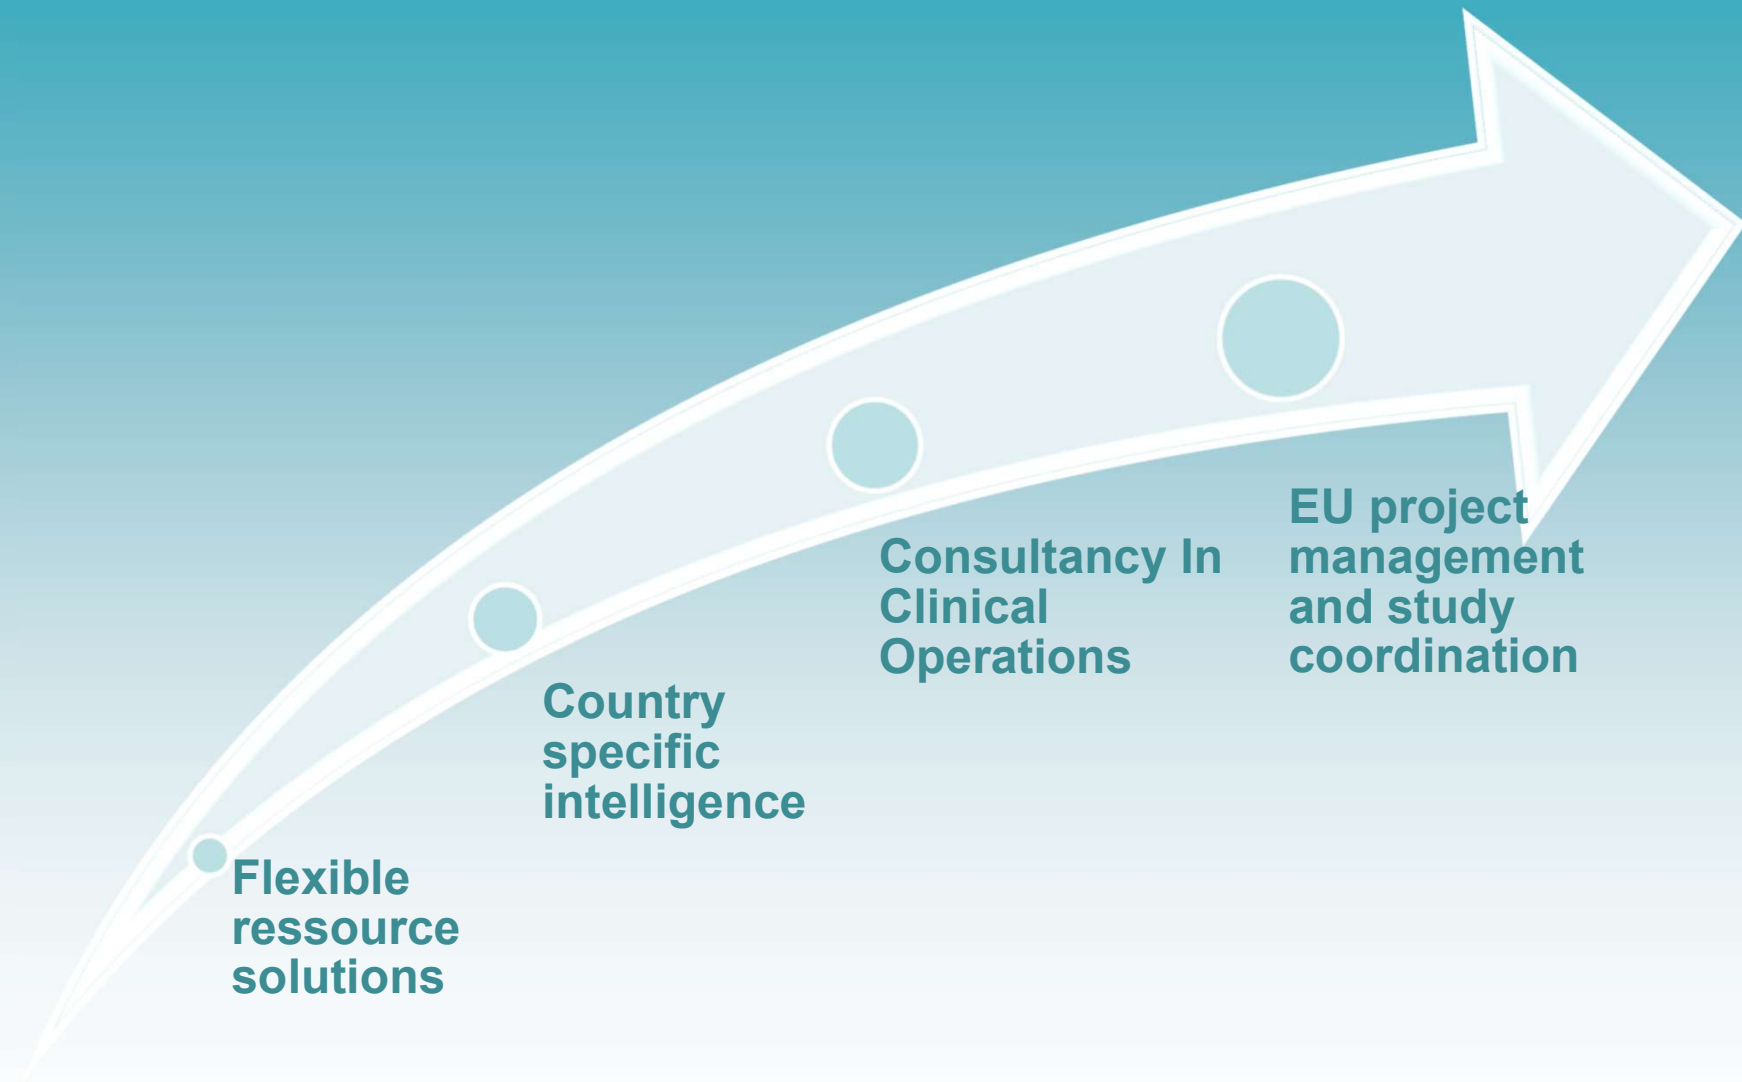 Flexible
ressource
solutions
Country
specific
intelligence
Consultancy In
Clinical
Operations
EU project
management
and study
coordination